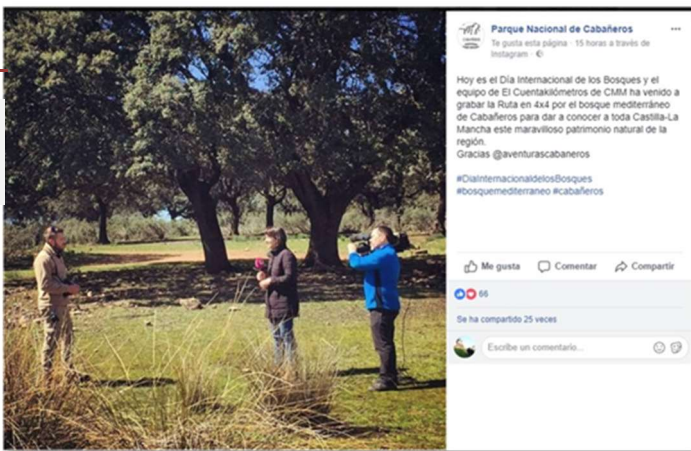 Parque Nacional de Cabañeros
Te gusta esta página · 15 horas a través de
Instagram ·
Hoy es el Día Internacional de los Bosques y el
equipo de El Cuentakilómetros de CMM ha venido a
grabar la Ruta en 4x4 por el bosque mediterráneo
de Cabañeros para dar a conocer a toda Castilla-La
Mancha este maravilloso patrimonio natural de la
región.
Gracias @aventurascabaneros
#DiaInternacionaldelosBosques
#bosquemediterraneo #cabañeros
Me gusta Comentar Compartir
66
Se ha compartido 25 veces
Escribe un comentario...